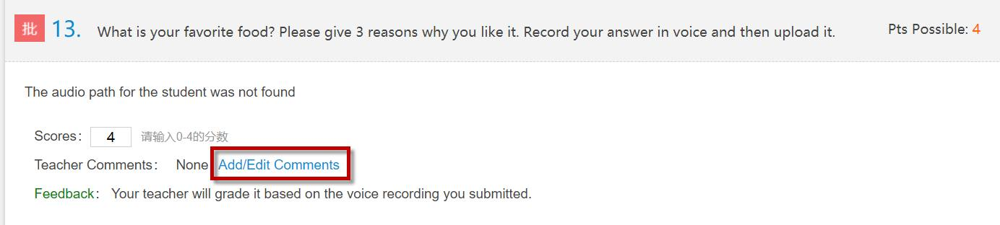 批 13. What is your favorite food? Please give 3 reasons why you like it. Record your answer in voice and then upload it. Pts Possible: 4
The audio path for the student was not found
Scores: 4 请输入0-4的分数
Teacher Comments: None Add/Edit Comments
Feedback: Your teacher will grade it based on the voice recording you submitted.